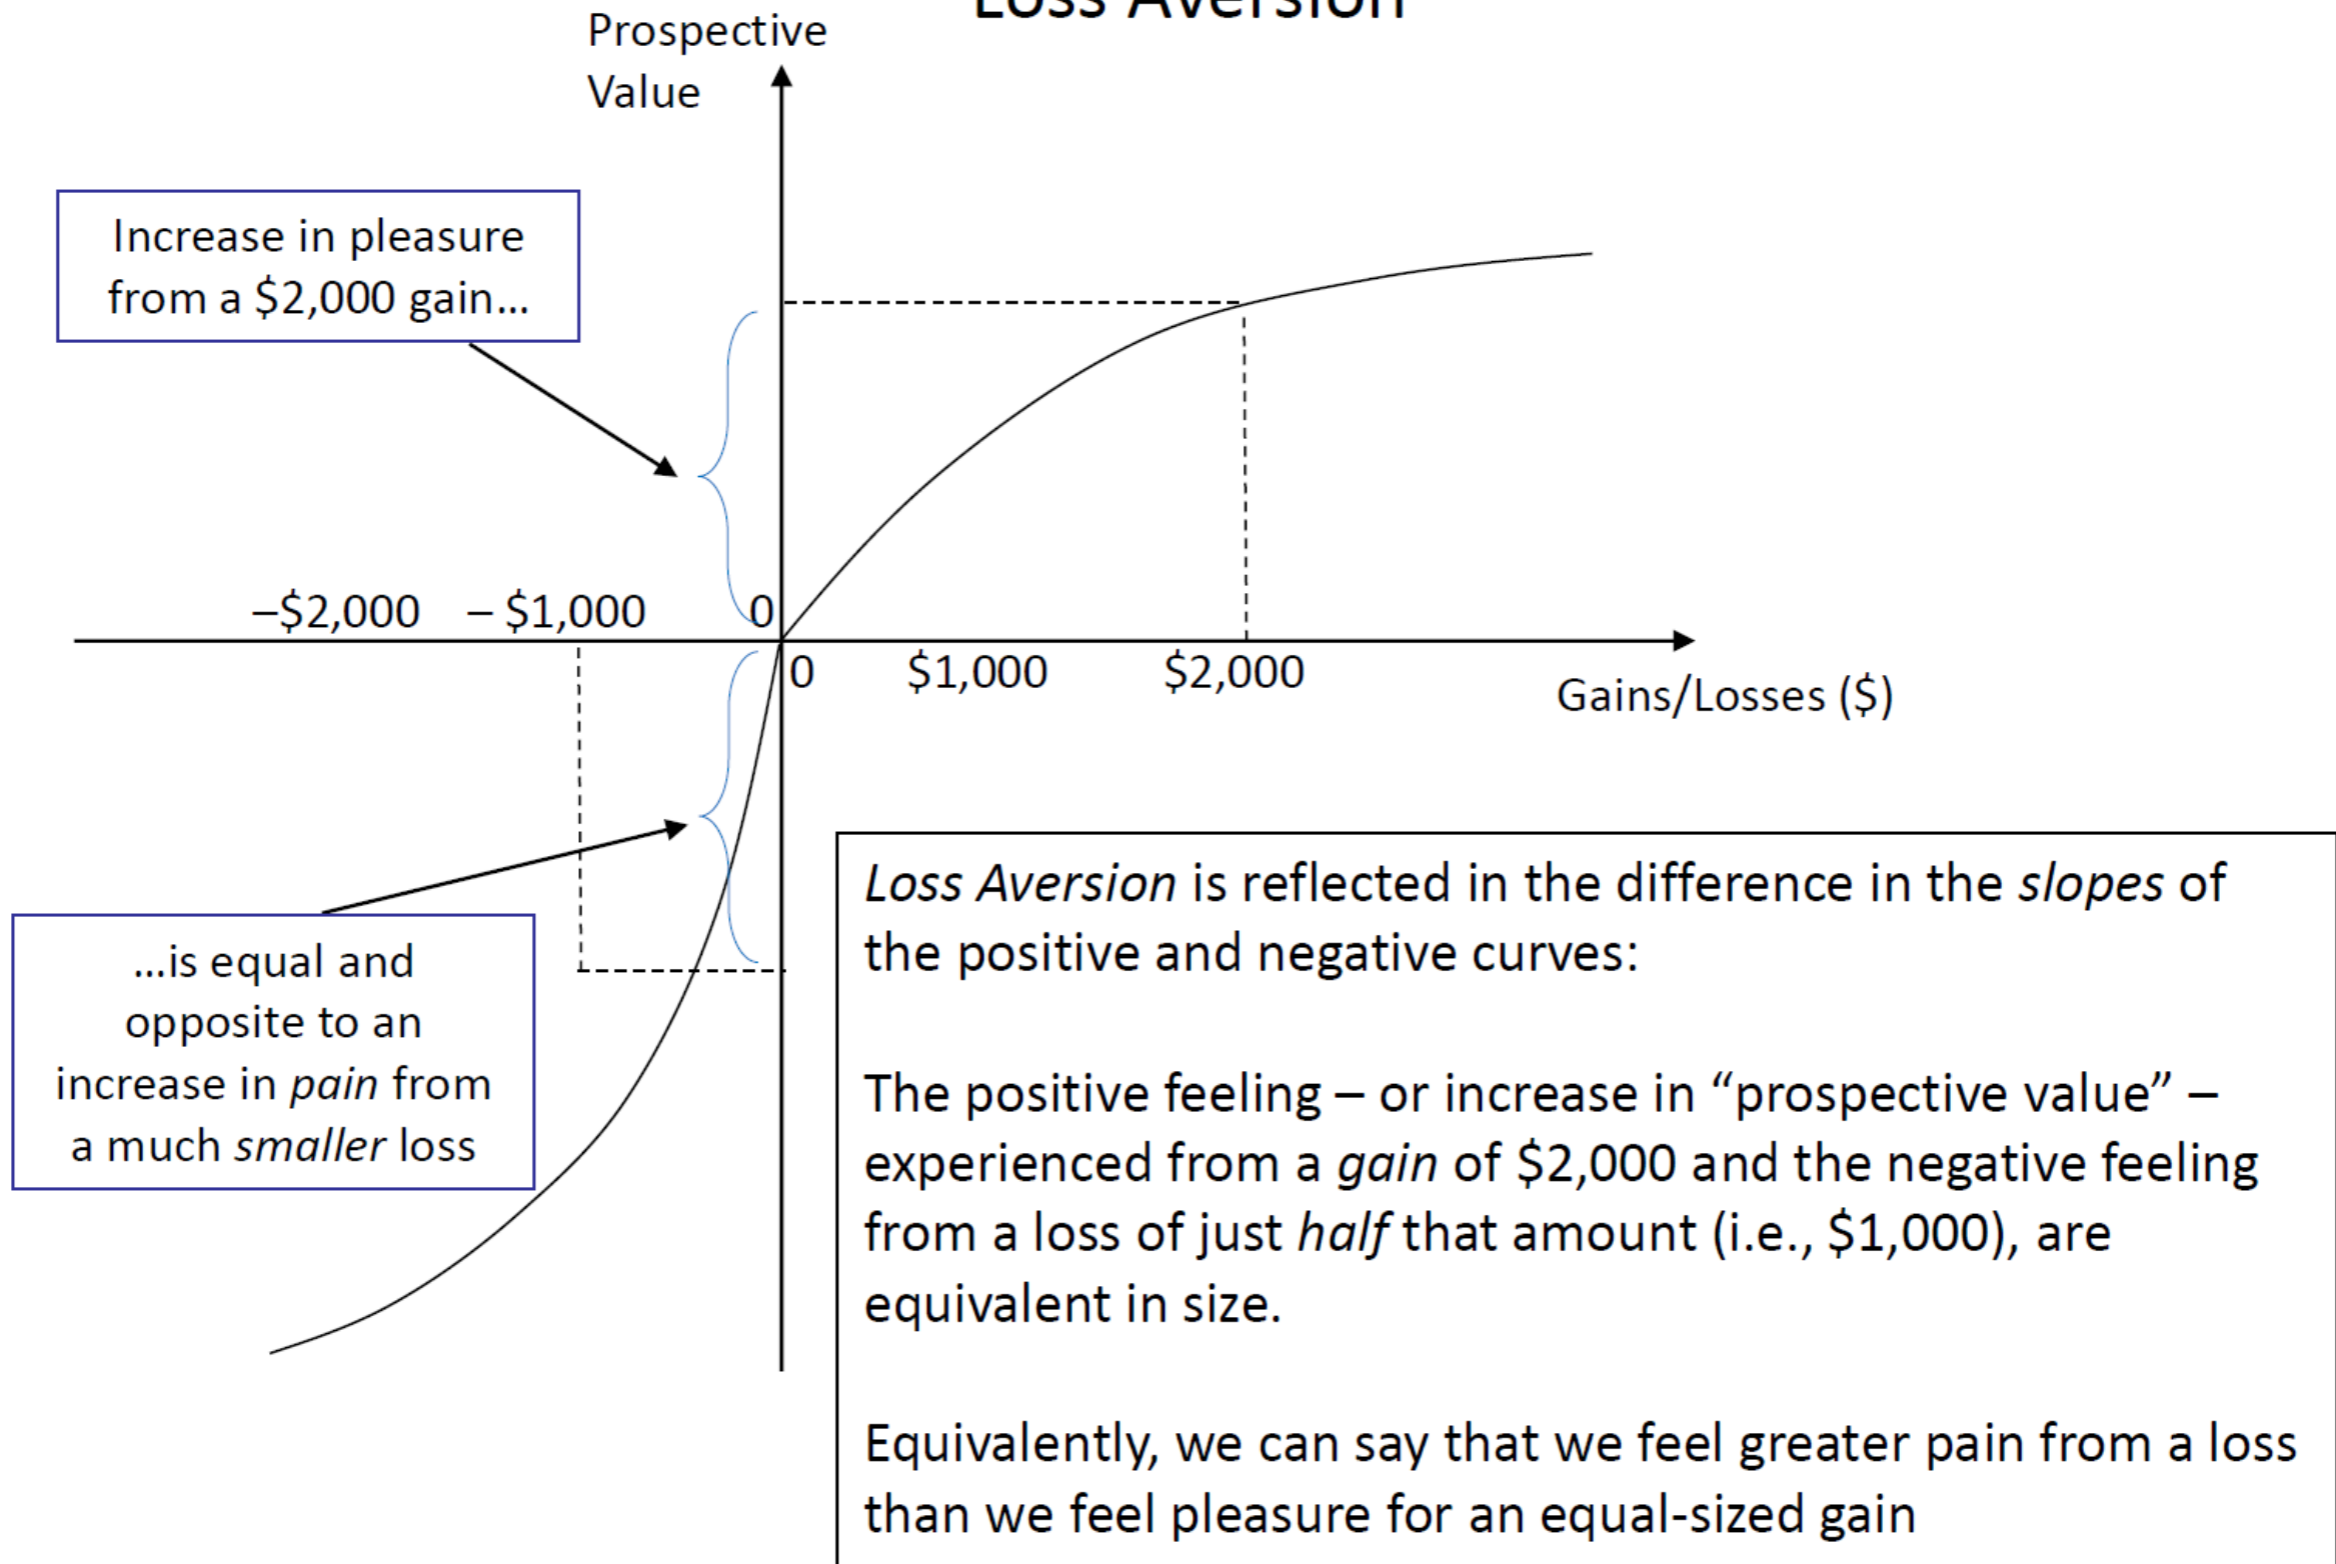 Loss Aversion
Prospective
Value
Increase in pleasure
from a $2,000 gain...
–$2,000
– $1,000
0
0
$1,000
$2,000
Gains/Losses ($)
...is equal and
opposite to an
increase in pain from
a much smaller loss
Loss Aversion is reflected in the difference in the slopes of
the positive and negative curves:
The positive feeling – or increase in “prospective value” –
experienced from a gain of $2,000 and the negative feeling
from a loss of just half that amount (i.e., $1,000), are
equivalent in size.
Equivalently, we can say that we feel greater pain from a loss
than we feel pleasure for an equal-sized gain